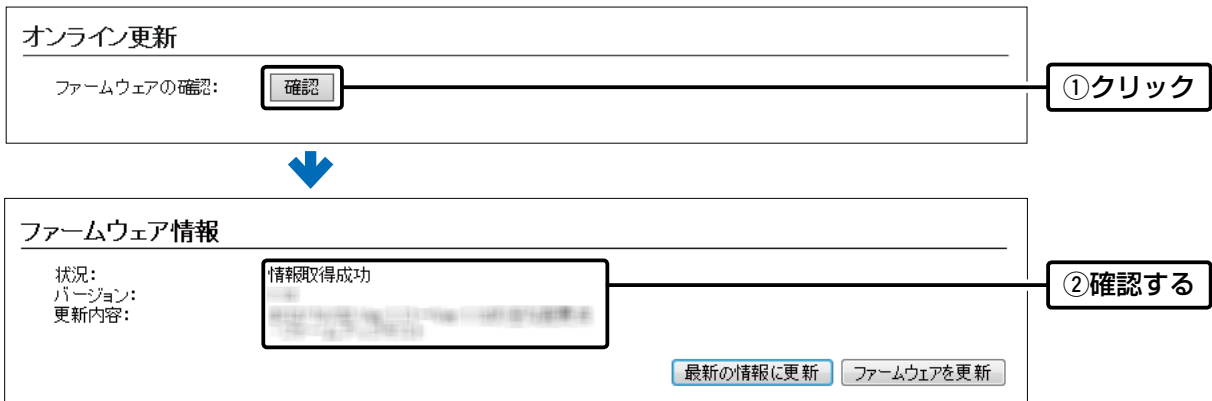 オンライン更新
ファームウェアの確認: 確認
①クリック
ファームウェア情報
状況: 情報取得成功
バージョン:
更新内容:
②確認する
最新の情報に更新 ファームウェアを更新